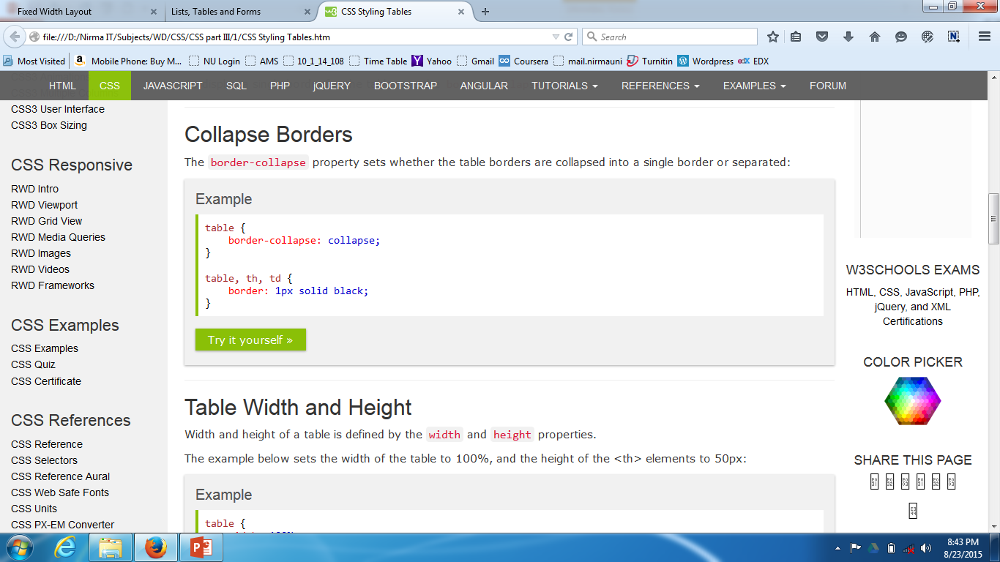 Fixed Width Layout
Lists, Tables and Forms
CSS Styling Tables
file:///D:/Nirma IT/Subjects/WD/CSS/CSS part III/1/CSS Styling Tables.htm
Search
Most Visited
Mobile Phone: Buy M...
NU Login
AMS
10_1_14_108
Time Table
Yahoo
Gmail
Coursera
mail.nirmauni
Turnitin
Wordpress
EDX
HTML
CSS
JAVASCRIPT
SQL
PHP
jQUERY
BOOTSTRAP
ANGULAR
TUTORIALS
REFERENCES
EXAMPLES
FORUM
CSS3 User Interface
CSS3 Box Sizing
CSS Responsive
RWD Intro
RWD Viewport
RWD Grid View
RWD Media Queries
RWD Images
RWD Videos
RWD Frameworks
CSS Examples
CSS Examples
CSS Quiz
CSS Certificate
CSS References
CSS Reference
CSS Selectors
CSS Reference Aural
CSS Web Safe Fonts
CSS Units
CSS PX-EM Converter
Collapse Borders
The border-collapse property sets whether the table borders are collapsed into a single border or separated:
Example
table {
    border-collapse: collapse;
}
table, th, td {
    border: 1px solid black;
}
Try it yourself »
Table Width and Height
Width and height of a table is defined by the width and height properties.
The example below sets the width of the table to 100%, and the height of the <th> elements to 50px:
Example
table {
W3SCHOOLS EXAMS
HTML, CSS, JavaScript, PHP,
jQuery, and XML
Certifications
COLOR PICKER
SHARE THIS PAGE
8:43 PM
8/23/2015